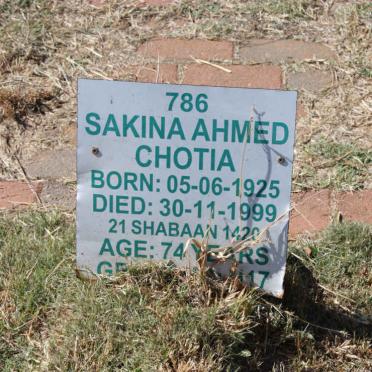 786
SAKINA AHMED
CHOTIA
BORN: 05-06-1925
DIED: 30-11-1999
21 SHABAAN 1420
AGE: 74